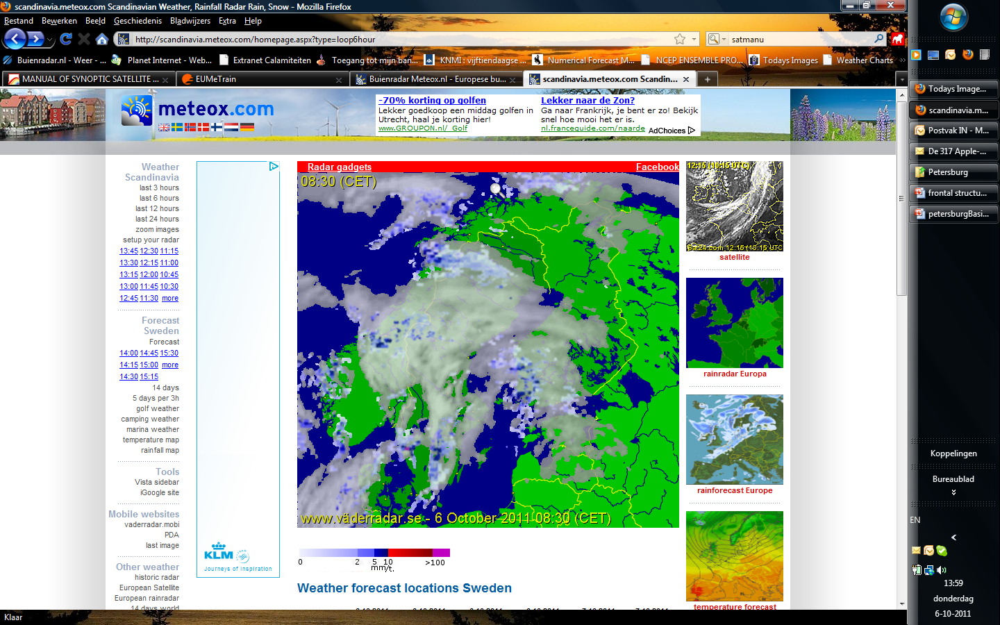 scandinavia.meteox.com Scandinavian Weather, Rainfall Radar Rain, Snow - Mozilla Firefox
Bestand Bewerken Beeld Geschiedenis Bladwijzers Extra Help
http://scandinavia.meteox.com/homepage.aspx?type=loop6hour
satmanu
Buienradar.nl - Weer - ... Planet Internet - Web... Extranet Calamiteiten Toegang tot mijn ban... KNMI : vijftiendaagse ... Numerical Forecast M... NCEP ENSEMBLE PRO... Todays Images Weather Charts
MANUAL OF SYNOPTIC SATELLITE ... EUMeTrain Buienradar Meteox.nl - Europese bu... scandinavia.meteox.com Scandin...
meteox.com
-70% korting op golfen
Lekker goedkoop een middag golfen in
Utrecht, haal je korting hier!
www.GROUPON.nl/_Golf
Lekker naar de Zon?
Ga naar Frankrijk, je bent er zo! Bekijk
snel hoe mooi het er is.
nl.franceguide.com/naarde
AdChoices
Weather
Scandinavia
last 3 hours
last 6 hours
last 12 hours
last 24 hours
zoom images
setup your radar
13:45 12:30 11:15
13:30 12:15 11:00
13:15 12:00 10:45
13:00 11:45 10:30
12:45 11:30 more
Forecast
Sweden
Forecast
14:00 14:45 15:30
14:15 15:00 more
14:30 15:15
14 days
5 days per 3h
golf weather
camping weather
marina weather
temperature map
rainfall map
Tools
Vista sidebar
iGoogle site
Mobile websites
vaderradar.mobi
PDA
last image
Other weather
historic radar
European Satellite
European rainradar
14 days world
KLM
Journeys of Inspiration
Radar gadgets
Facebook
08:30 (CET)
www.väderradar.se - 6 October 2011 08:30 (CET)
0 2 5 10 >100
mm/t.
Weather forecast locations Sweden
12:15 (10:15 UTC)
Sat24.com 12:15 (10:15 UTC
satellite
rainradar Europa
rainforecast Europe
temperature forecast
Todays Image...
scandinavia.m...
Postvak IN - M...
De 317 Apple-...
Petersburg
frontal structu...
petersburgBasi...
Koppelingen
Bureaublad
EN
13:59
donderdag
6-10-2011
Klaar